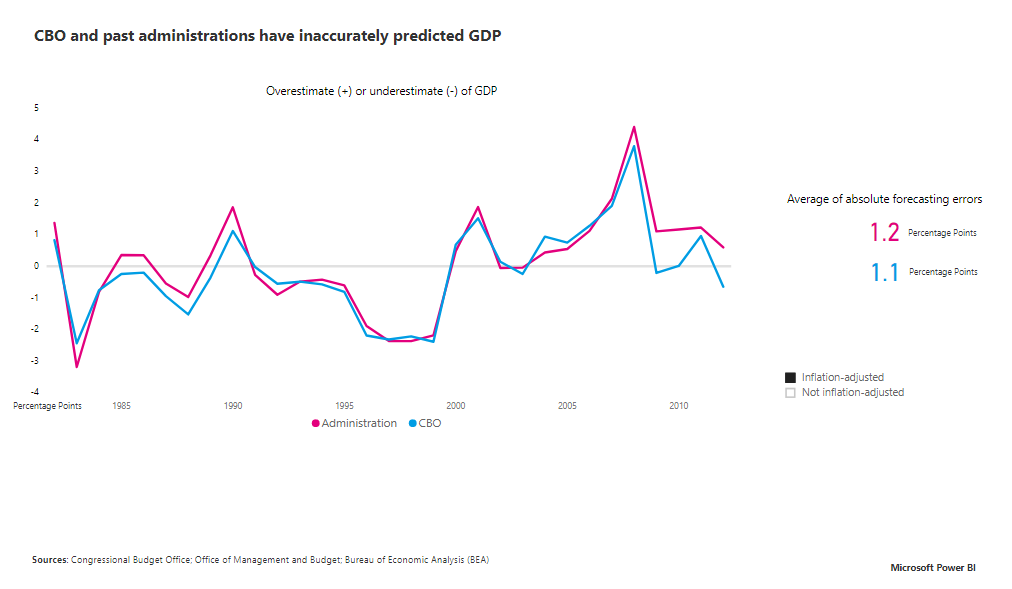 CBO and past administrations have inaccurately predicted GDP
Overestimate (+) or underestimate (-) of GDP
5
4
3
2
1
0
-1
-2
-3
-4
Percentage Points 1985 1990 1995 2000 2005 2010
Administration CBO
Average of absolute forecasting errors
1.2 Percentage Points
1.1 Percentage Points
Inflation-adjusted
Not inflation-adjusted
Sources: Congressional Budget Office; Office of Management and Budget; Bureau of Economic Analysis (BEA)
Microsoft Power BI